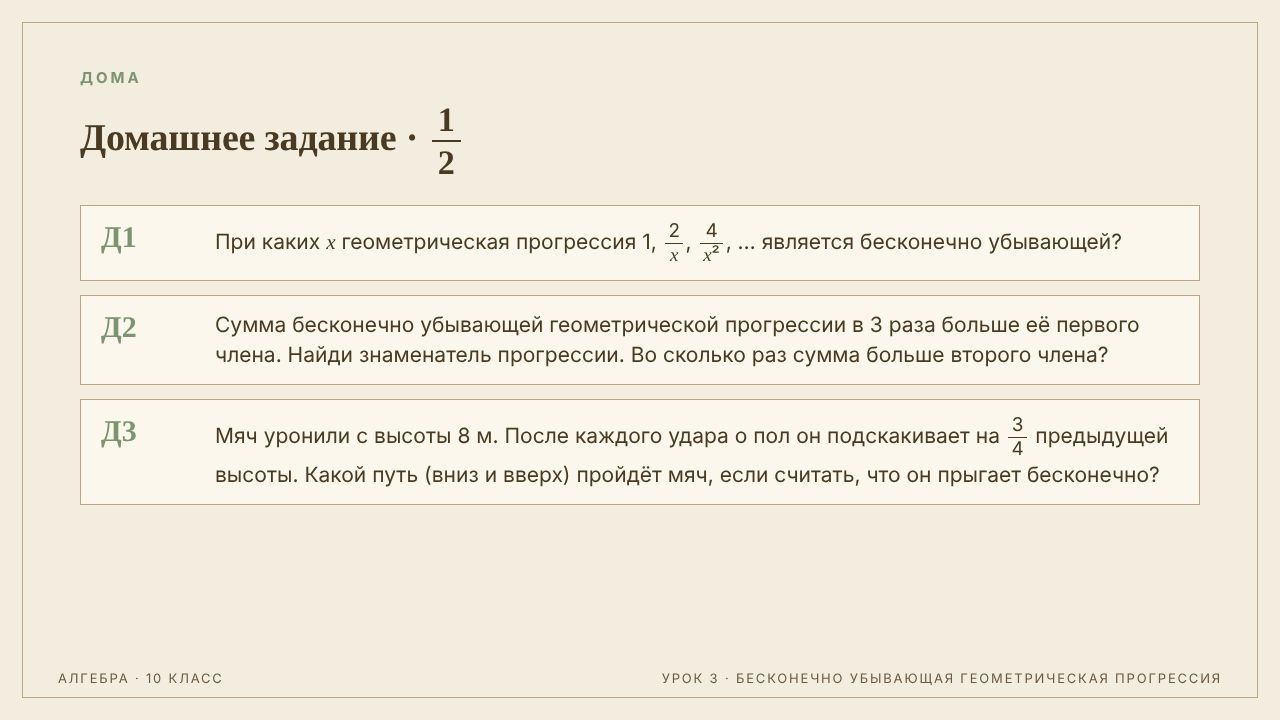 ДОМА
Домашнее задание · 1/2
Д1
При каких x геометрическая прогрессия 1, 2/x, 4/x², … является бесконечно убывающей?
Д2
Сумма бесконечно убывающей геометрической прогрессии в 3 раза больше её первого
члена. Найди знаменатель прогрессии. Во сколько раз сумма больше второго члена?
Д3
Мяч уронили с высоты 8 м. После каждого удара о пол он подскакивает на 3/4 предыдущей
высоты. Какой путь (вниз и вверх) пройдёт мяч, если считать, что он прыгает бесконечно?
АЛГЕБРА · 10 КЛАСС
УРОК 3 · БЕСКОНЕЧНО УБЫВАЮЩАЯ ГЕОМЕТРИЧЕСКАЯ ПРОГРЕССИЯ